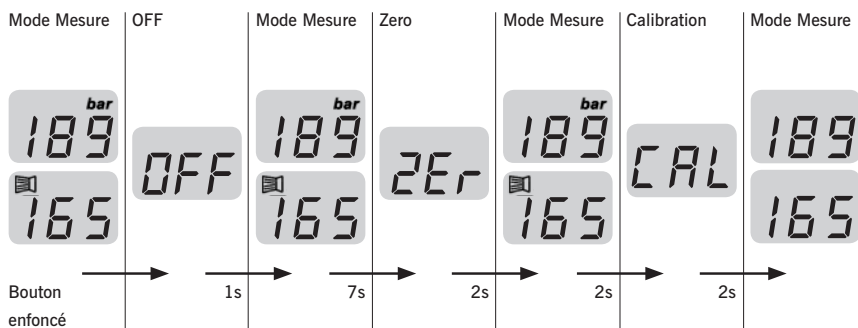 Mode Mesure OFF Mode Mesure Zero Mode Mesure Calibration Mode Mesure
bar bar bar
189 189 189 189
OFF 2Er CAL
165 165 165 165
Bouton 1s 7s 2s 2s 2s
enfoncé